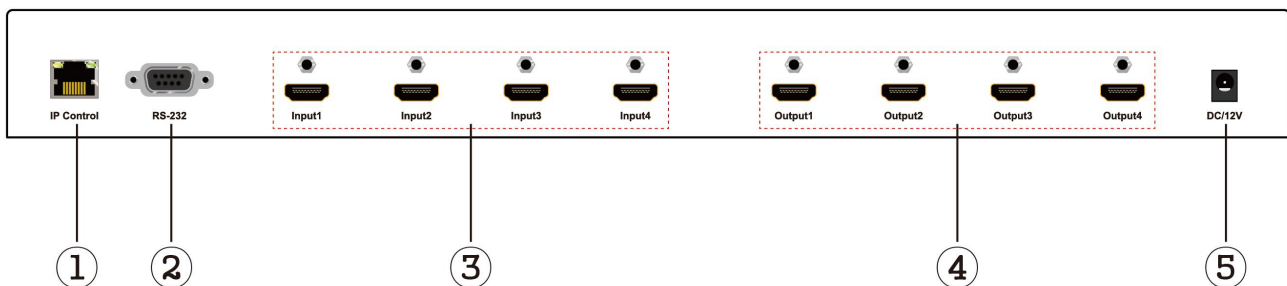 IP Control
RS-232
Input1
Input2
Input3
Input4
Output1
Output2
Output3
Output4
DC/12V
1
2
3
4
5